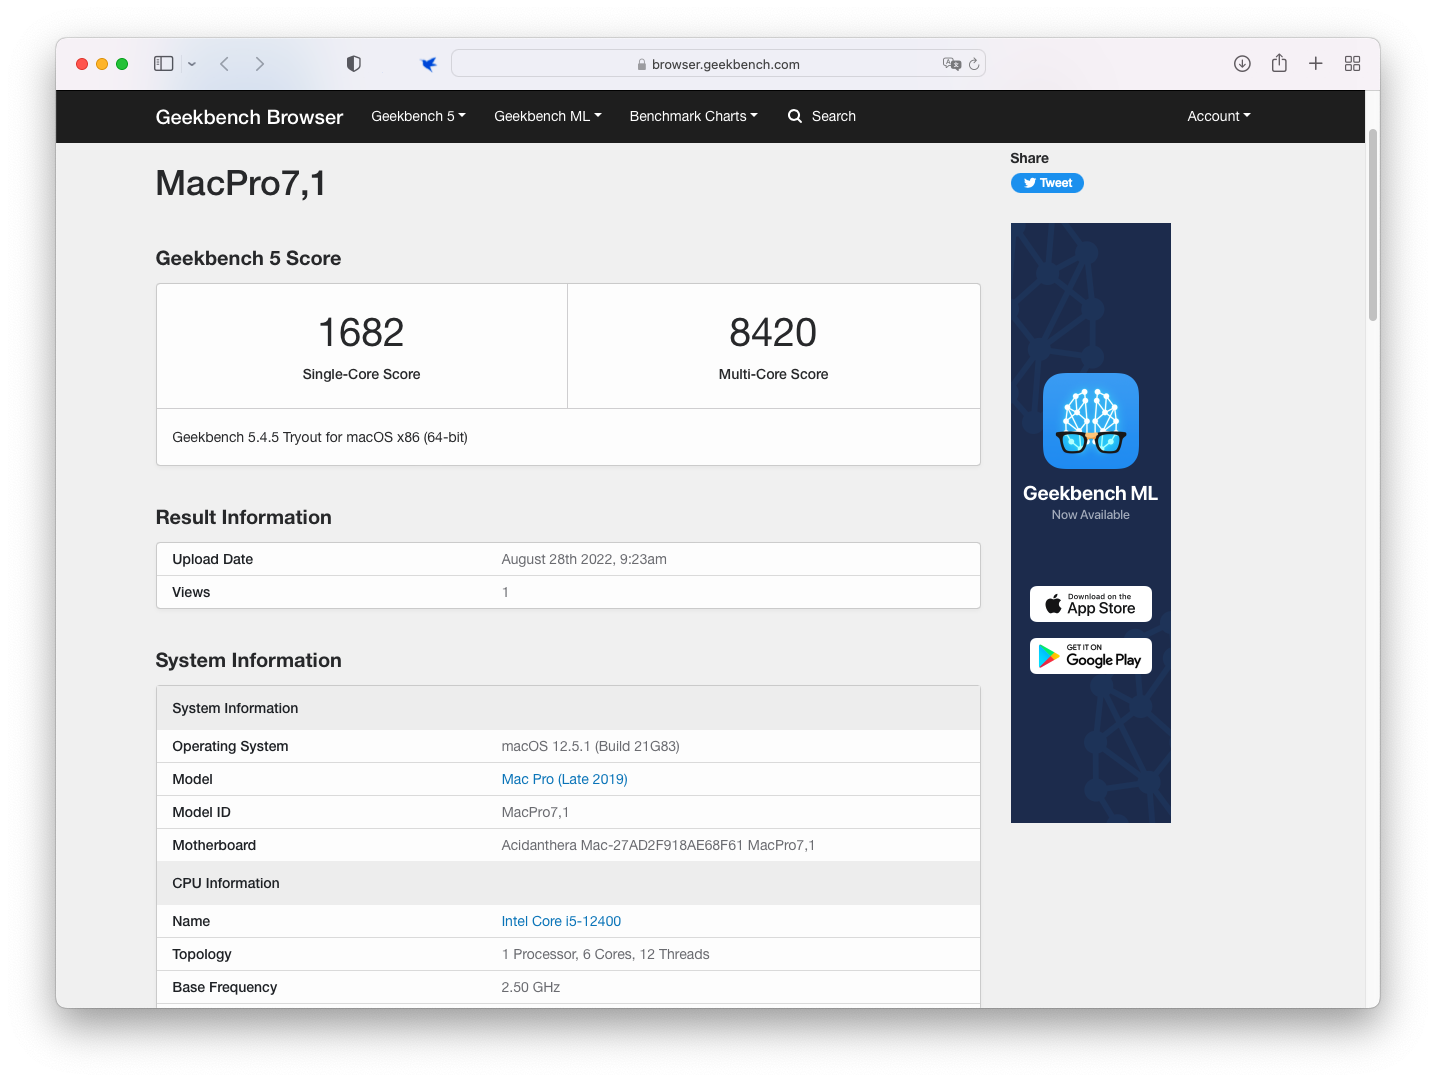 browser.geekbench.com
Geekbench Browser
Geekbench 5
Geekbench ML
Benchmark Charts
Search
Account
MacPro7,1
Share
Tweet
Geekbench 5 Score
1682
Single-Core Score
8420
Multi-Core Score
Geekbench 5.4.5 Tryout for macOS x86 (64-bit)
Result Information
Upload Date August 28th 2022, 9:23am
Views 1
System Information
System Information
Operating System macOS 12.5.1 (Build 21G83)
Model Mac Pro (Late 2019)
Model ID MacPro7,1
Motherboard Acidanthera Mac-27AD2F918AE68F61 MacPro7,1
CPU Information
Name Intel Core i5-12400
Topology 1 Processor, 6 Cores, 12 Threads
Base Frequency 2.50 GHz
Geekbench ML
Now Available
Download on the
App Store
GET IT ON
Google Play